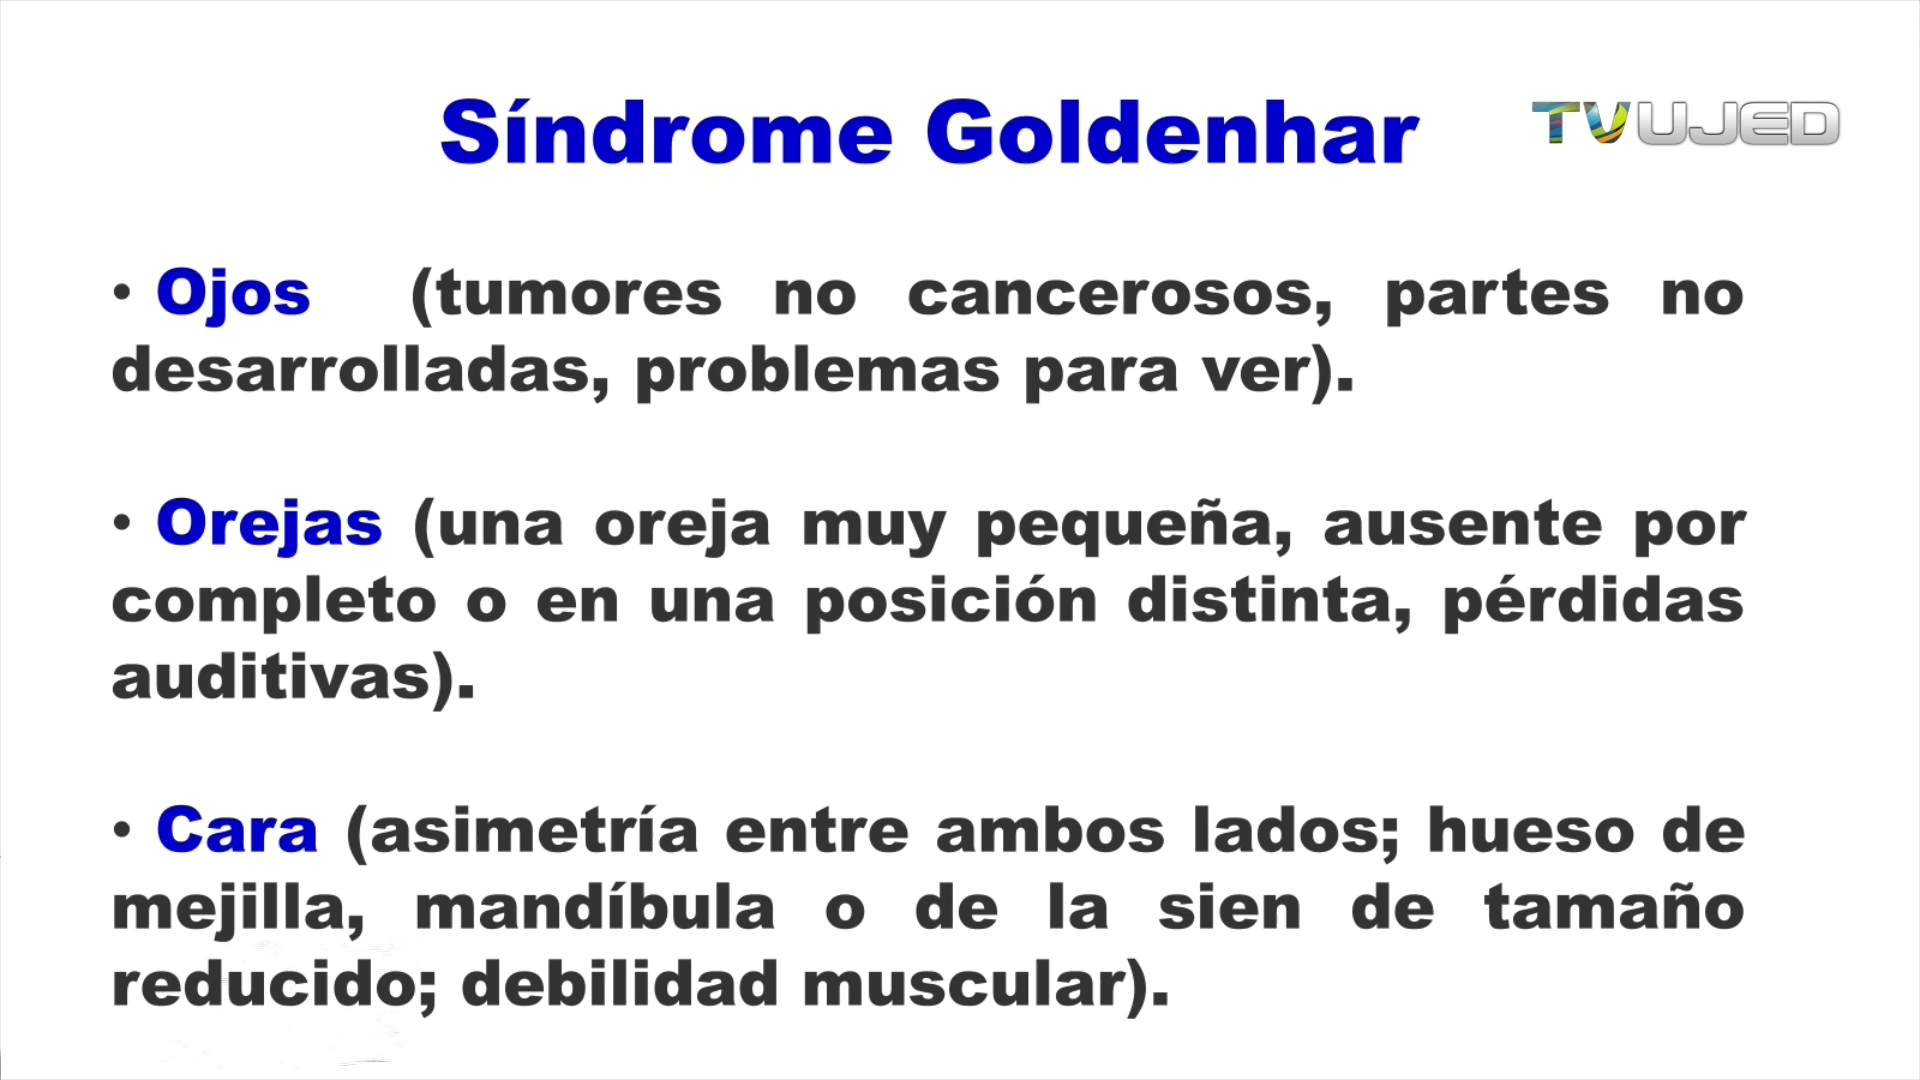 Síndrome Goldenhar
TVUJED
• Ojos (tumores no cancerosos, partes no
desarrolladas, problemas para ver).
• Orejas (una oreja muy pequeña, ausente por
completo o en una posición distinta, pérdidas
auditivas).
• Cara (asimetría entre ambos lados; hueso de
mejilla, mandíbula o de la sien de tamaño
reducido; debilidad muscular).